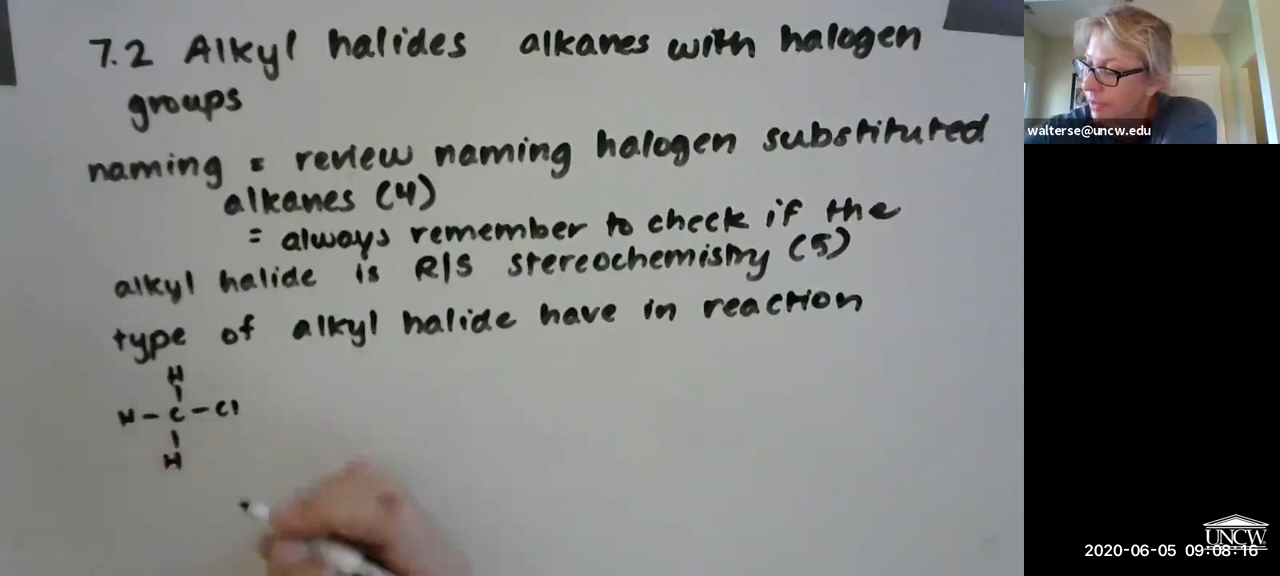 7.2 Alkyl halides alkanes with halogen
groups
naming = review naming halogen substituted
alkanes (4)
= always remember to check if the
alkyl halide is R/S stereochemistry (5)
type of alkyl halide have in reaction
H
H - C - Cl
H
walterse@uncw.edu
UNCW
2020-06-05 09:08:16